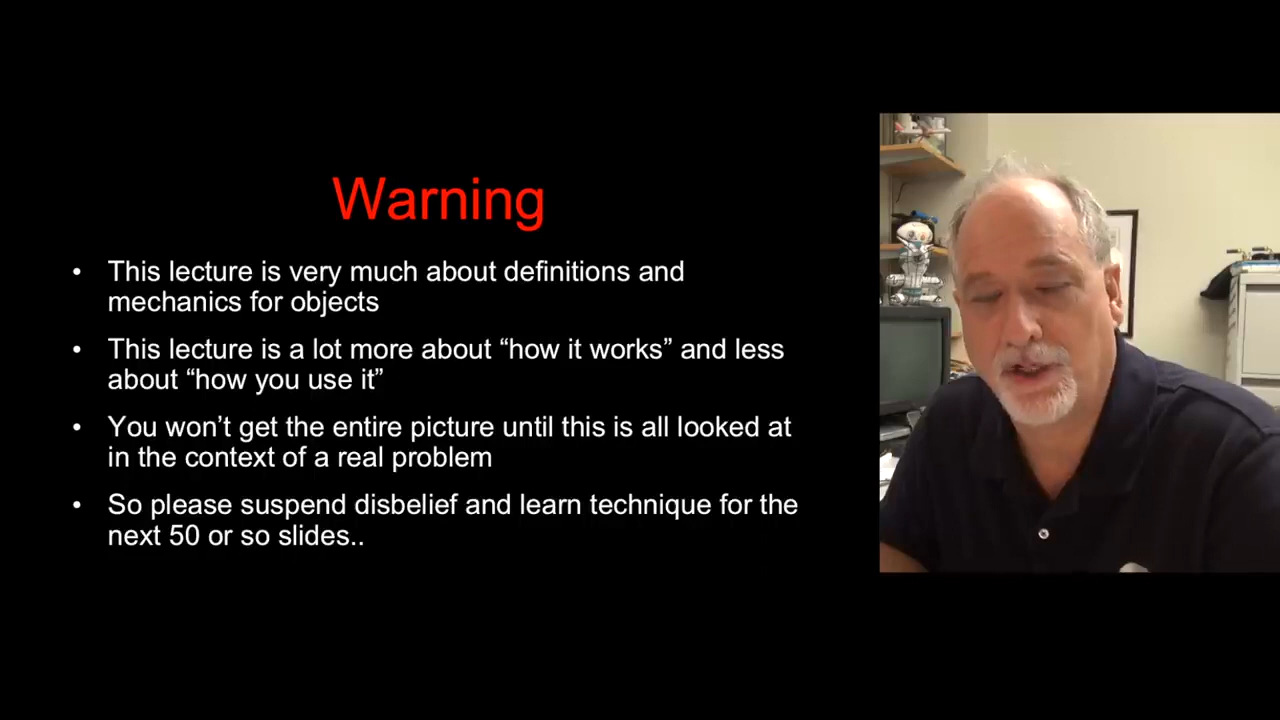 Warning
• This lecture is very much about definitions and
mechanics for objects
• This lecture is a lot more about “how it works” and less
about “how you use it”
• You won’t get the entire picture until this is all looked at
in the context of a real problem
• So please suspend disbelief and learn technique for the
next 50 or so slides..